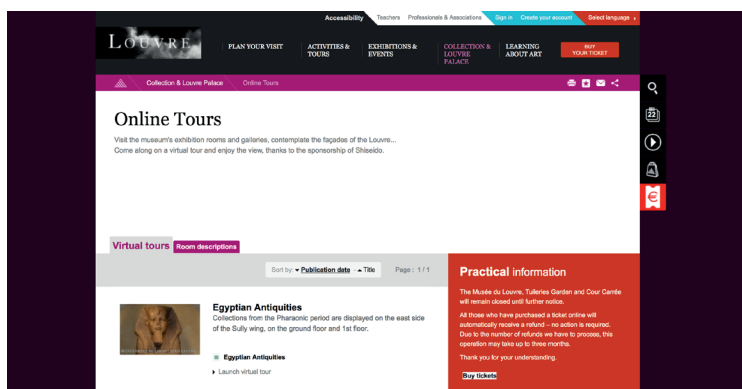 Accessibility Teachers Professionals & Associations Sign in Create your account Select language
LOUVRE
PLAN YOUR VISIT
ACTIVITIES &
TOURS
EXHIBITIONS &
EVENTS
COLLECTION &
LOUVRE
PALACE
LEARNING
ABOUT ART
BUY
YOUR TICKET
Collection & Louvre Palace Online Tours
22
€
Online Tours
Visit the museum's exhibition rooms and galleries, contemplate the façades of the Louvre...
Come along on a virtual tour and enjoy the view, thanks to the sponsorship of Shiseido.
Virtual tours Room descriptions
Sort by: Publication date - Title Page : 1 / 1
Egyptian Antiquities
Collections from the Pharaonic period are displayed on the east side
of the Sully wing, on the ground floor and 1st floor.
Egyptian Antiquities
Launch virtual tour
Practical information
The Musée du Louvre, Tuileries Garden and Cour Carrée
will remain closed until further notice.
All those who have purchased a ticket online will
automatically receive a refund – no action is required.
Due to the number of refunds we have to process, this
operation may take up to three months.
Thank you for your understanding.
Buy tickets